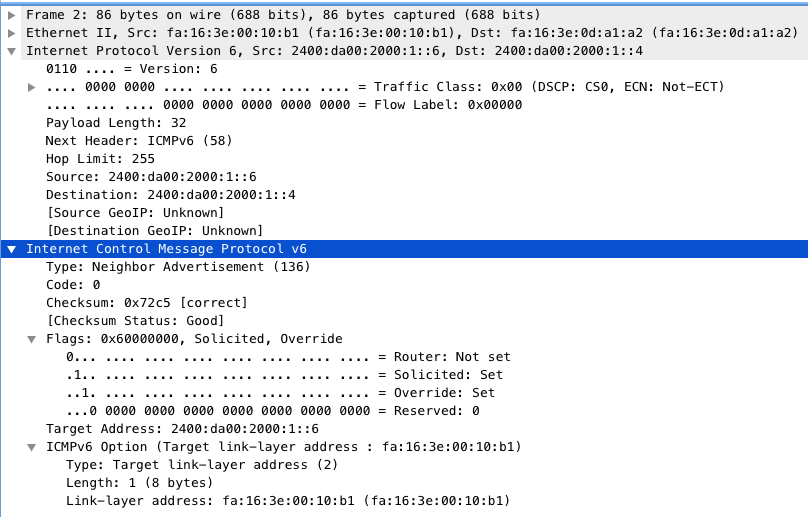 Frame 2: 86 bytes on wire (688 bits), 86 bytes captured (688 bits)
Ethernet II, Src: fa:16:3e:00:10:b1 (fa:16:3e:00:10:b1), Dst: fa:16:3e:0d:a1:a2 (fa:16:3e:0d:a1:a2)
Internet Protocol Version 6, Src: 2400:da00:2000:1::6, Dst: 2400:da00:2000:1::4
0110 .... = Version: 6
.... 0000 0000 .... .... .... .... .... = Traffic Class: 0x00 (DSCP: CS0, ECN: Not-ECT)
.... .... .... 0000 0000 0000 0000 0000 = Flow Label: 0x00000
Payload Length: 32
Next Header: ICMPv6 (58)
Hop Limit: 255
Source: 2400:da00:2000:1::6
Destination: 2400:da00:2000:1::4
[Source GeoIP: Unknown]
[Destination GeoIP: Unknown]
Internet Control Message Protocol v6
Type: Neighbor Advertisement (136)
Code: 0
Checksum: 0x72c5 [correct]
[Checksum Status: Good]
Flags: 0x60000000, Solicited, Override
0... .... .... .... .... .... .... .... = Router: Not set
.1.. .... .... .... .... .... .... .... = Solicited: Set
..1. .... .... .... .... .... .... .... = Override: Set
...0 0000 0000 0000 0000 0000 0000 0000 = Reserved: 0
Target Address: 2400:da00:2000:1::6
ICMPv6 Option (Target link-layer address : fa:16:3e:00:10:b1)
Type: Target link-layer address (2)
Length: 1 (8 bytes)
Link-layer address: fa:16:3e:00:10:b1 (fa:16:3e:00:10:b1)